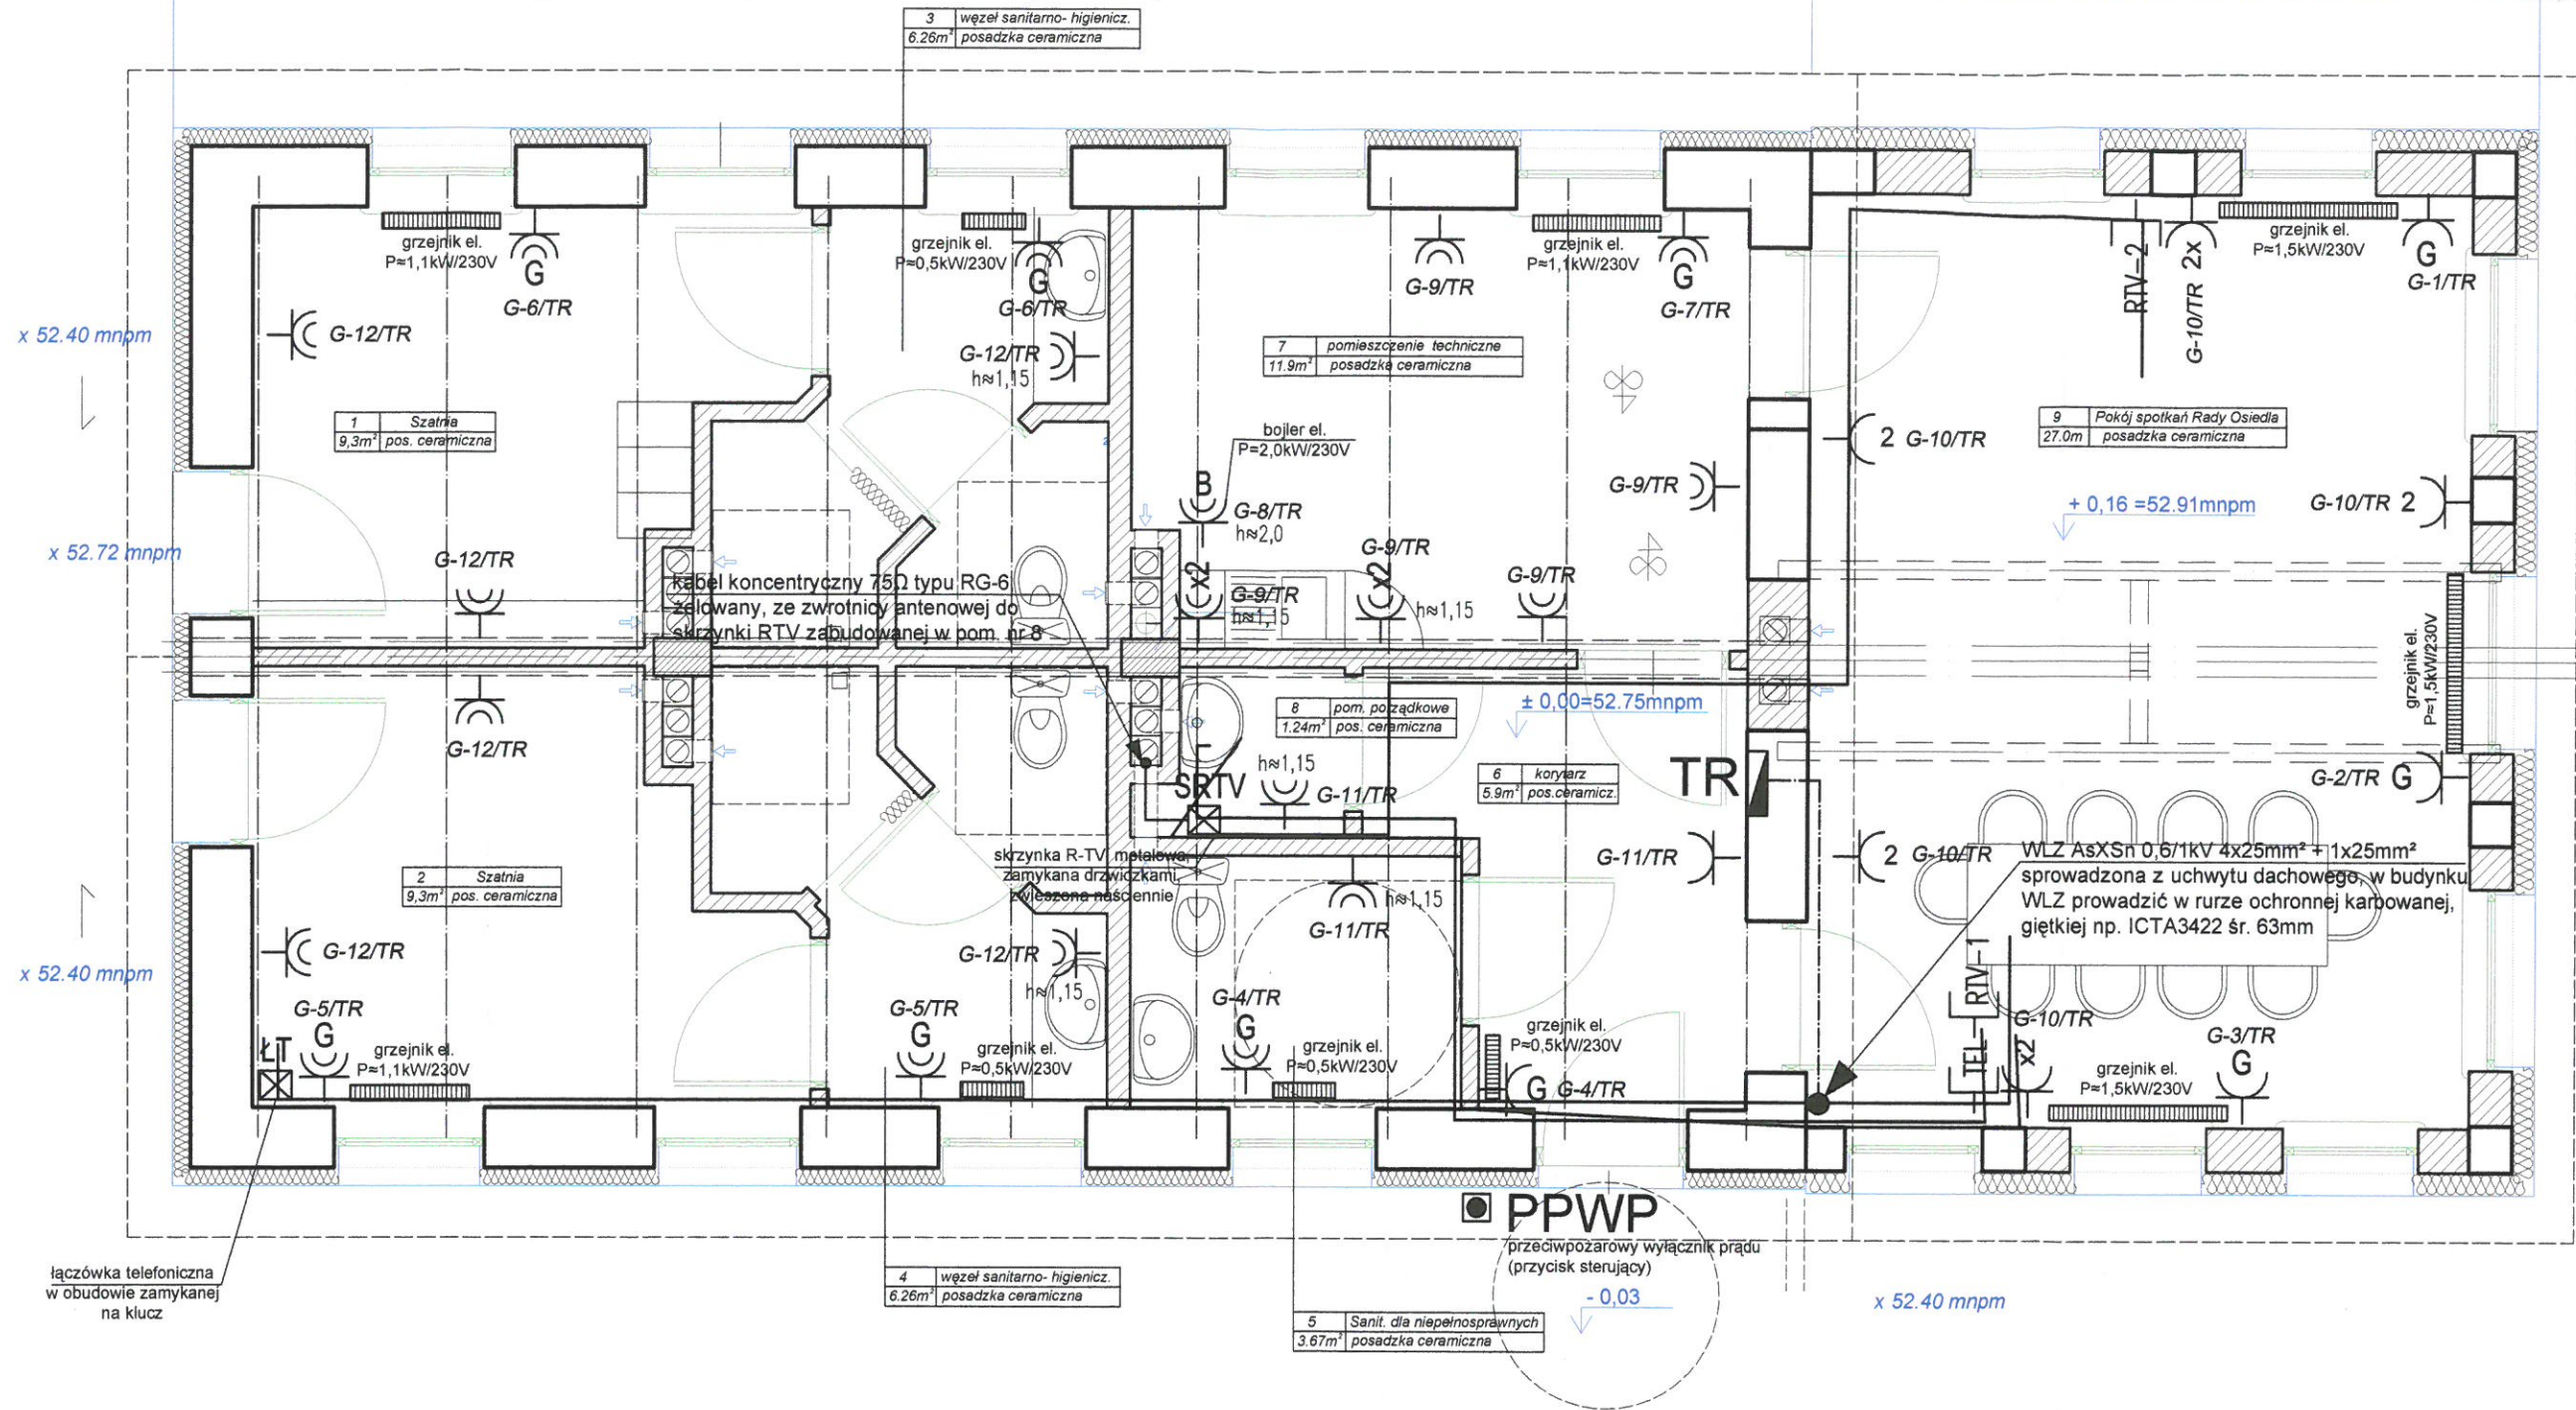 3 węzeł sanitarno- higienicz.
6.26m² posadzka ceramiczna
grzejnik el.
P≈1,1kW/230V
G
G-6/TR
grzejnik el.
P≈0,5kW/230V
G
G-6/TR
G-9/TR
grzejnik el.
P≈1,1kW/230V
G
G-7/TR
RTV-2
G-10/TR 2x
grzejnik el.
P≈1,5kW/230V
G
G-1/TR
x 52.40 mnpm
G-12/TR
G-12/TR
h≈1,15
7 pomieszczenie techniczne
11.9m² posadzka ceramiczna
1 Szatnia
9,3m² pos. ceramiczna
bojler el.
P=2,0kW/230V
2 G-10/TR
9 Pokój spotkań Rady Osiedla
27.0m posadzka ceramiczna
B
G-8/TR
h≈2,0
G-9/TR
+ 0,16 =52.91mnpm
G-10/TR 2
x 52.72 mnpm
G-12/TR
kabel koncentryczny 75Ω typu RG-6
żelowany, ze zwrotnicy antenowej do
skrzynki RTV zabudowanej w pom. nr 8
x2
G-9/TR
h≈1,15
G-9/TR
x2
h≈1,15
G-9/TR
grzejnik el.
P≈1,5kW/230V
G-12/TR
8 pom. porządkowe
1.24m² pos. ceramiczna
± 0,00=52.75mnpm
SRTV
h≈1,15
G-11/TR
6 korytarz
5.9m² pos.ceramicz.
TR
G-2/TR G
skrzynka R-TV, metalowa,
zamykana drzwiczkami,
zwieszona naściennie
G-11/TR
2 G-10/TR
WLZ AsXSn 0,6/1kV 4x25mm² + 1x25mm²
sprowadzona z uchwytu dachowego, w budynku
WLZ prowadzić w rurze ochronnej karbowanej,
giętkiej np. ICTA3422 śr. 63mm
2 Szatnia
9,3m² pos. ceramiczna
h≈1,15
G-11/TR
x 52.40 mnpm
G-12/TR
G-12/TR
h≈1,15
G-5/TR
G
ŁT
grzejnik el.
P≈1,1kW/230V
G-5/TR
G
grzejnik el.
P≈0,5kW/230V
G-4/TR
G
grzejnik el.
P≈0,5kW/230V
grzejnik el.
P≈0,5kW/230V
G G-4/TR
RTV-1
TEL
G-10/TR
x2
grzejnik el.
P≈1,5kW/230V
G-3/TR
G
PPWP
przeciwpożarowy wyłącznik prądu
(przycisk sterujący)
- 0,03
x 52.40 mnpm
łączówka telefoniczna
w obudowie zamykanej
na klucz
4 węzeł sanitarno- higienicz.
6.26m² posadzka ceramiczna
5 Sanit. dla niepełnosprawnych
3.67m² posadzka ceramiczna